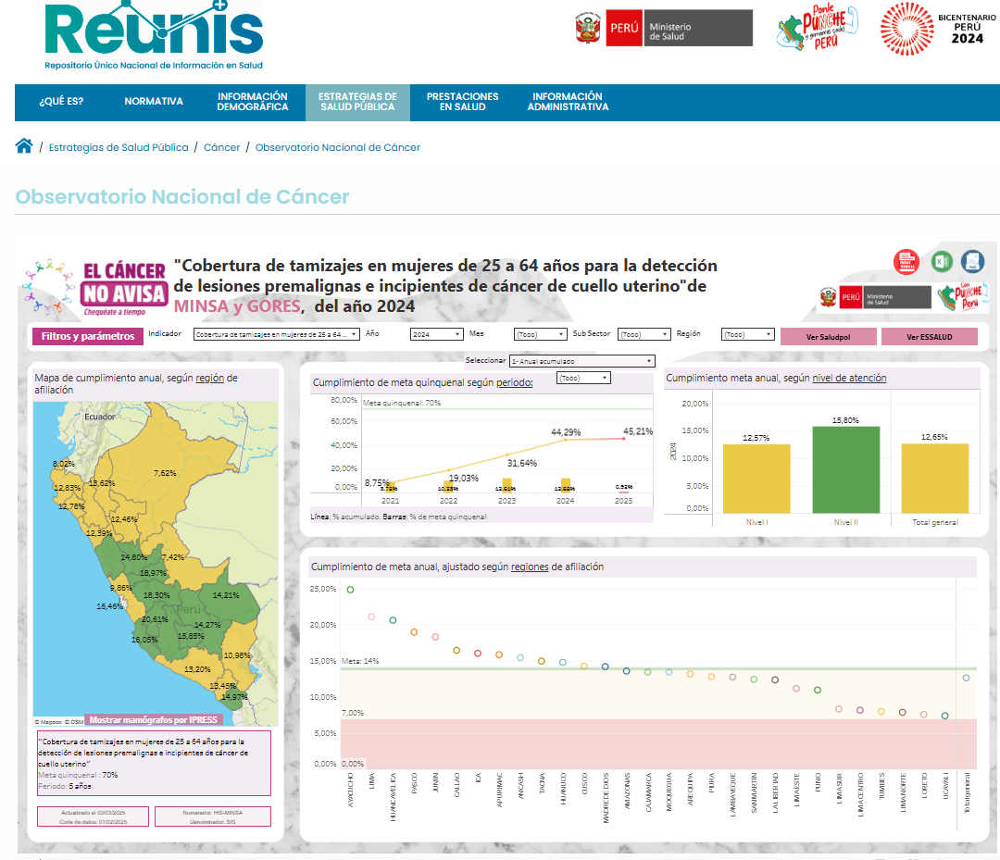 Reunis
Repositorio Único Nacional de Información en Salud
PERÚ
Ministerio
de Salud
Ponle
PUNCHE
PERÚ
BICENTENARIO
PERÚ
2024
¿QUÉ ES?
NORMATIVA
INFORMACIÓN
DEMOGRÁFICA
ESTRATEGIAS DE
SALUD PÚBLICA
PRESTACIONES
EN SALUD
INFORMACIÓN
ADMINISTRATIVA
/ Estrategias de Salud Pública / Cáncer / Observatorio Nacional de Cáncer
Observatorio Nacional de Cáncer
EL CÁNCER
NO AVISA
Chequéate a tiempo
"Cobertura de tamizajes en mujeres de 25 a 64 años para la detección
de lesiones premalignas e incipientes de cáncer de cuello uterino"de
MINSA y GORES, del año 2024
PERÚ
Ministerio
de Salud
Con
PUNCHE
Perú
Filtros y parámetros
Indicador
Cobertura de tamizajes en mujeres de 25 a 64 ...
Año
2024
Mes
(Todo)
Sub Sector
(Todo)
Región
(Todo)
Ver Saludpol
Ver ESSALUD
Seleccionar
1- Anual acumulado
Mapa de cumplimiento anual, según región de
afiliación
Ecuador
8,02%
12,83%
13,62%
7,62%
12,78%
12,46%
12,39%
14,80%
7,42%
18,97%
9,86%
18,30%
14,21%
16,46%
Perú
20,61%
14,27%
16,05%
15,85%
10,98%
13,20%
13,45%
14,97%
© Mapbox © OSM
Mostrar mamógrafos por IPRESS
"Cobertura de tamizajes en mujeres de 25 a 64 años para la
detección de lesiones premalignas e incipientes de cáncer de
cuello uterino"
Meta quinquenal : 70%
Periodo: 5 años
Actualizado el 03/03/2025
Corte de datos: 01/02/2025
Numerador: HIS-MINSA
Denominador: SIS
Cumplimiento de meta quinquenal según periodo:
(Todo)
80,00%
Meta quinquenal: 70%
60,00%
40,00%
20,00%
0,00%
8,75%
19,03%
31,64%
44,29%
45,21%
8,75%
10,28%
12,61%
12,65%
0,92%
2021
2022
2023
2024
2025
Línea: % acumulado. Barras: % de meta quinquenal
Cumplimiento meta anual, según nivel de atención
20,00%
15,00%
10,00%
5,00%
0,00%
2024
12,57%
15,80%
12,65%
Nivel I
Nivel II
Total general
Cumplimiento de meta anual, ajustado según regiones de afiliación
25,00%
20,00%
15,00%
Meta: 14%
10,00%
7,00%
5,00%
0,00%
0,00%
AYACUCHO
LIMA
HUANCAVELICA
PASCO
JUNIN
CALLAO
ICA
APURIMAC
ANCASH
TACNA
HUANUCO
CUSCO
MADRE DE DIOS
AMAZONAS
CAJAMARCA
MOQUEGUA
AREQUIPA
PIURA
LAMBAYEQUE
SAN MARTIN
LA LIBERTAD
LIMA ESTE
PUNO
LIMA SUR
LIMA CENTRO
TUMBES
LIMA NORTE
LORETO
UCAYALI
Total general